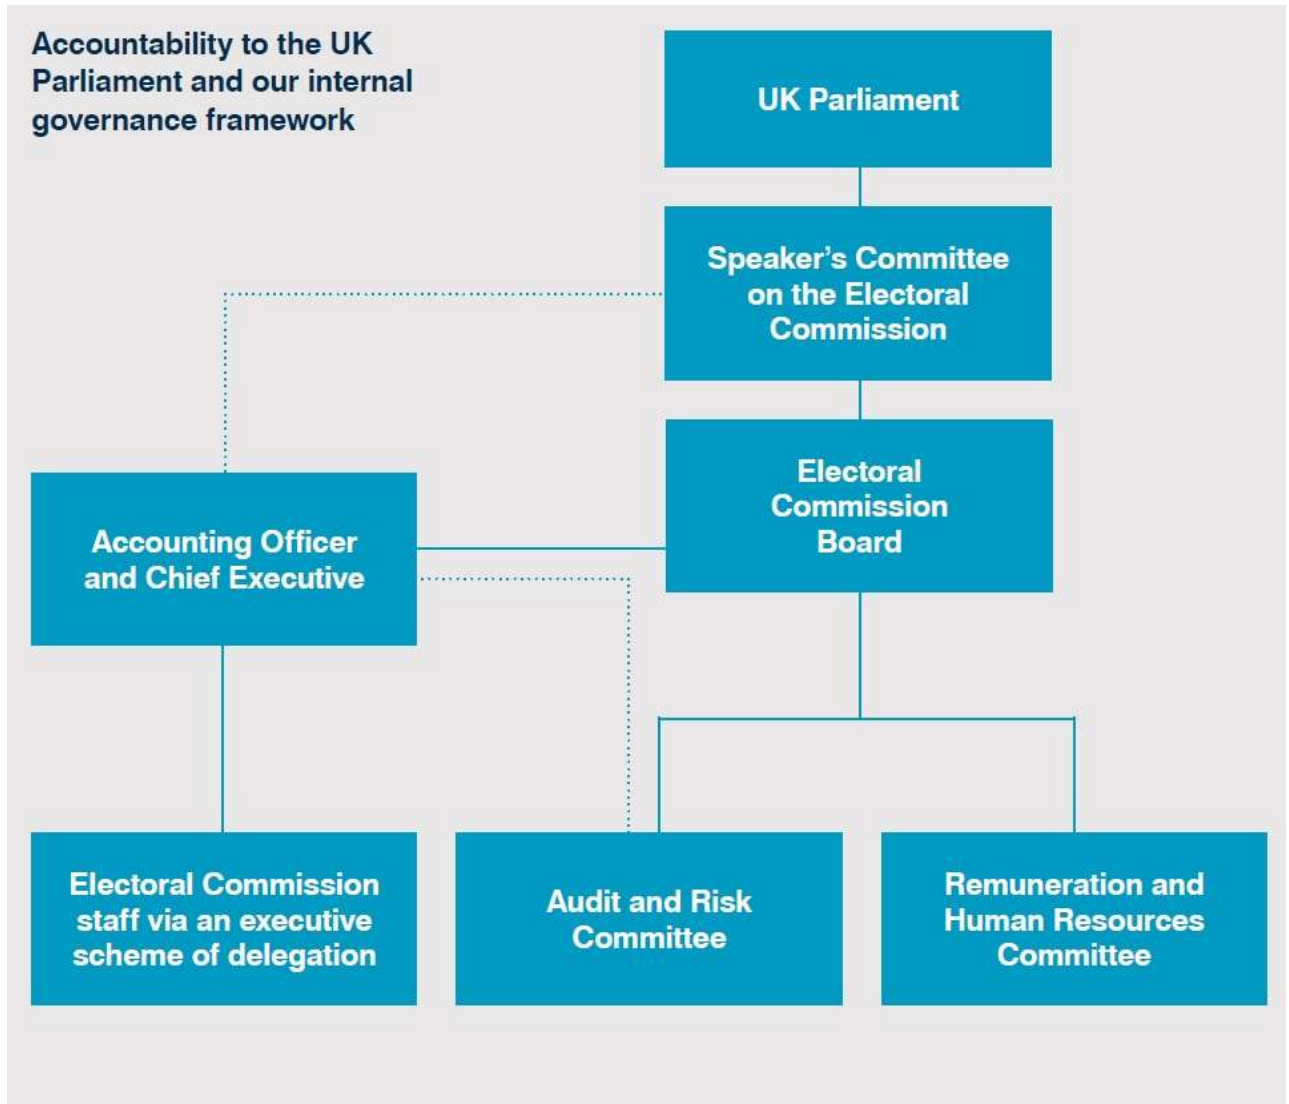 Accountability to the UK
Parliament and our internal
governance framework
UK Parliament
Speaker’s Committee
on the Electoral
Commission
Electoral
Commission
Board
Accounting Officer
and Chief Executive
Electoral Commission
staff via an executive
scheme of delegation
Audit and Risk
Committee
Remuneration and
Human Resources
Committee